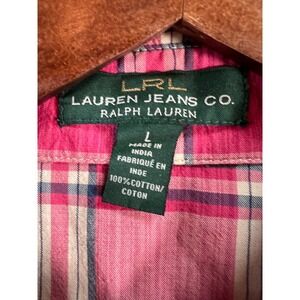 LRL
LAUREN JEANS CO.
RALPH LAUREN
L
MADE IN
INDIA
FABRIQUÉ EN
INDE
100% COTTON/
COTON